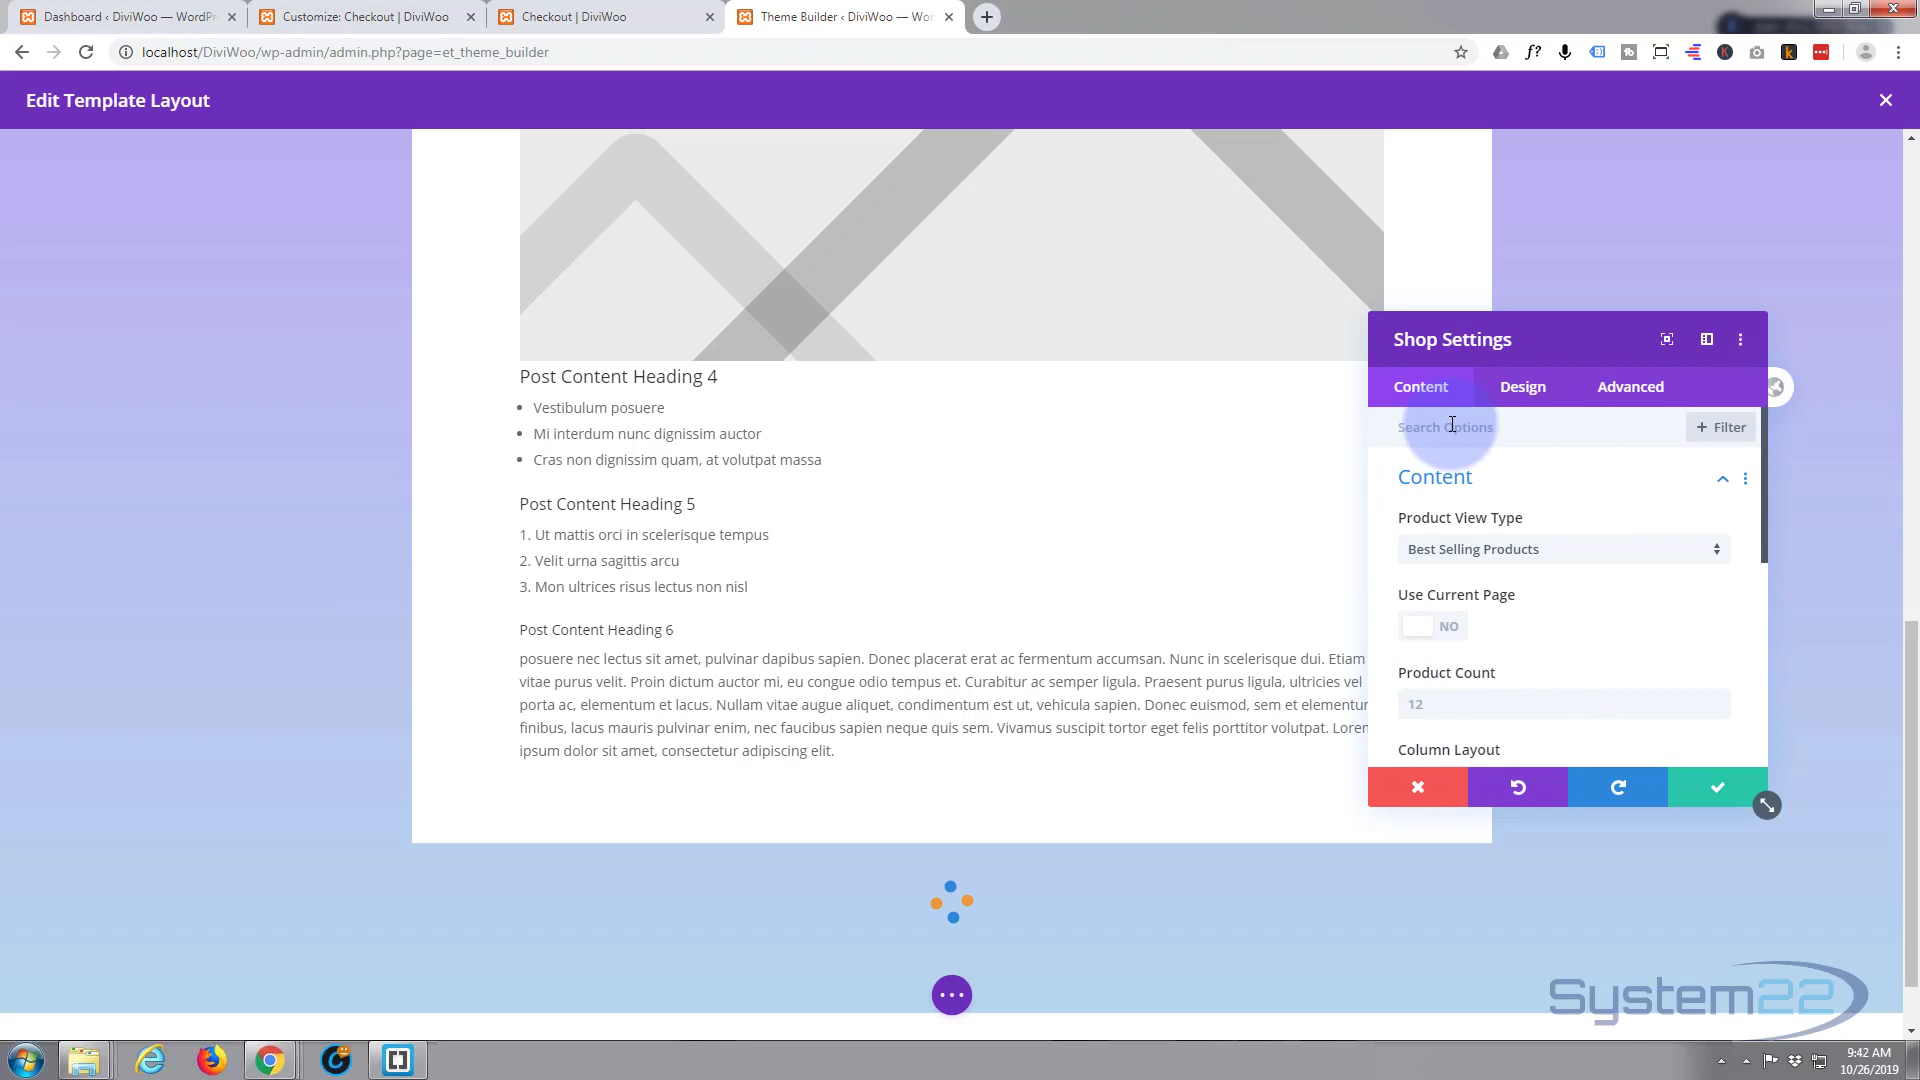 Dashboard ‹ DiviWoo — WordPr
Customize: Checkout | DiviWoo
Checkout | DiviWoo
Theme Builder ‹ DiviWoo — Wor
localhost/DiviWoo/wp-admin/admin.php?page=et_theme_builder
Edit Template Layout
Post Content Heading 4
Vestibulum posuere
Mi interdum nunc dignissim auctor
Cras non dignissim quam, at volutpat massa
Post Content Heading 5
1. Ut mattis orci in scelerisque tempus
2. Velit urna sagittis arcu
3. Mon ultrices risus lectus non nisl
Post Content Heading 6
posuere nec lectus sit amet, pulvinar dapibus sapien. Donec placerat erat ac fermentum accumsan. Nunc in scelerisque dui. Etiam
vitae purus velit. Proin dictum auctor mi, eu congue odio tempus et. Curabitur ac semper ligula. Praesent purus ligula, ultricies vel
porta ac, elementum et lacus. Nullam vitae augue aliquet, condimentum est ut, vehicula sapien. Donec euismod, sem et elementum
finibus, lacus mauris pulvinar enim, nec faucibus sapien neque quis sem. Vivamus suscipit tortor eget felis porttitor volutpat. Lorem
ipsum dolor sit amet, consectetur adipiscing elit.
Shop Settings
Content
Design
Advanced
Search Options
+ Filter
Content
Product View Type
Best Selling Products
Use Current Page
NO
Product Count
12
Column Layout
System22
9:42 AM
10/26/2019